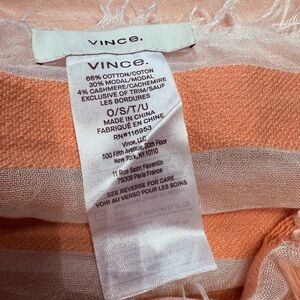 VINCe.
VINCe.
66% COTTON/COTON
30% MODAL/MODAL
4% CASHMERE/CACHEMIRE
EXCLUSIVE OF TRIM/SAUF
LES BORDURES
O/S/T/U
MADE IN CHINA
FABRIQUÉ EN CHINE
RN#116953
Vince, LLC
500 Fifth Avenue, 20th Floor
New York, NY 10110
11 Rue Saint Florentin
75008 Paris France
SEE REVERSE FOR CARE
VOIR AU VERSO POUR LES SOINS